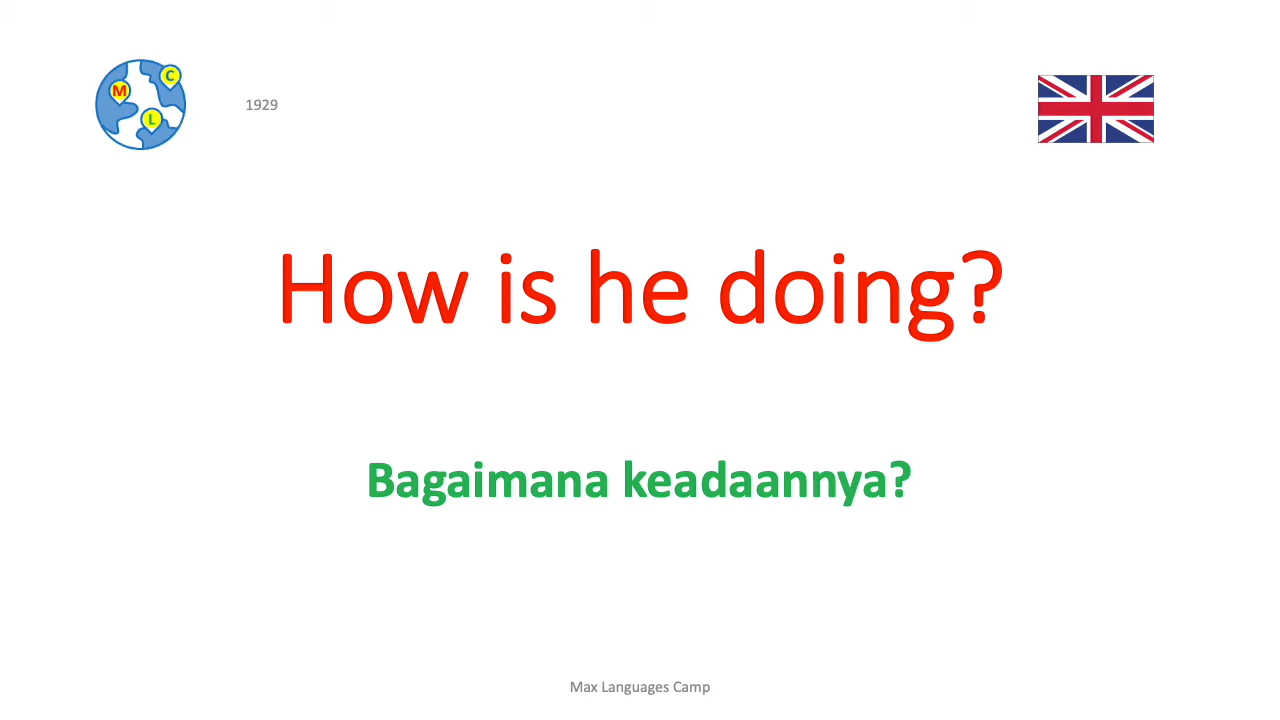 M
C
L
1929
How is he doing?
Bagaimana keadaannya?
Max Languages Camp